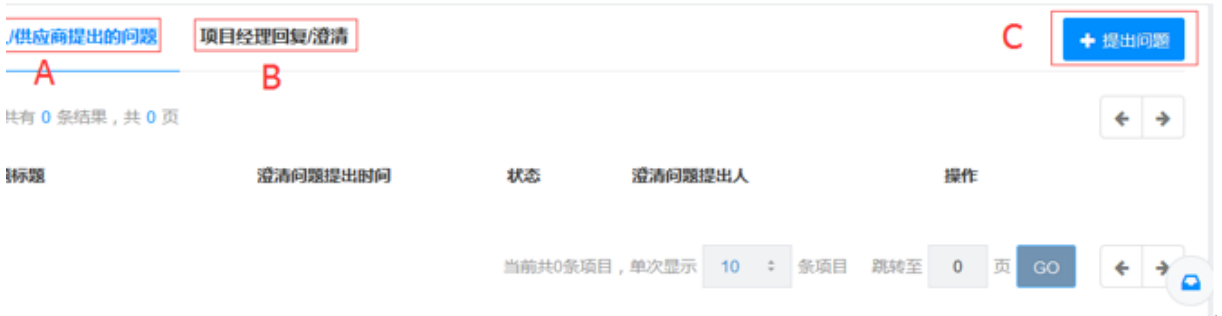 /供应商提出的问题 项目经理回复/澄清 C + 提出问题
A B
共有 0 条结果，共 0 页
标题 澄清问题提出时间 状态 澄清问题提出人 操作
当前共0条项目，单次显示 10 条项目 跳转至 0 页 GO